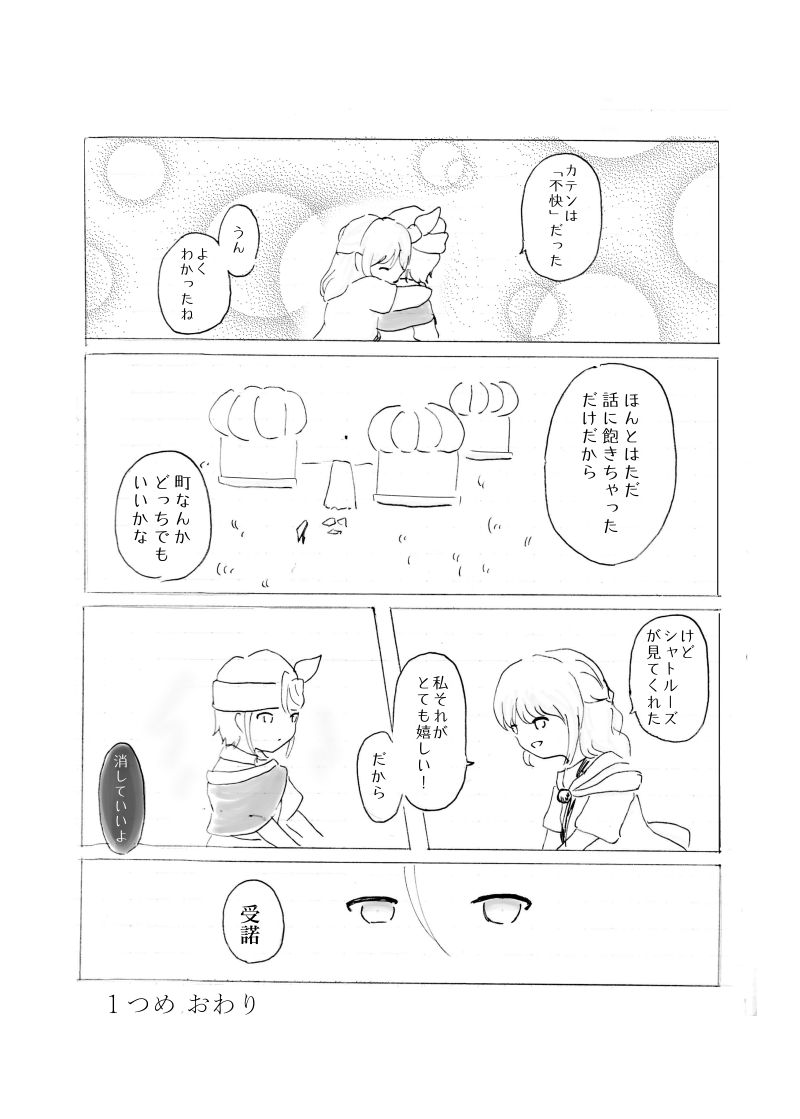 カテンは
「不快」だった
うん
よく
わかったね
ほんとはただ
話に飽きちゃった
だけだから
町なんか
どっちでも
いいかな
けど
シャトルーズ
が見てくれた
私それが
とても嬉しい！
だから
消していいよ
受諾
１つめ おわり